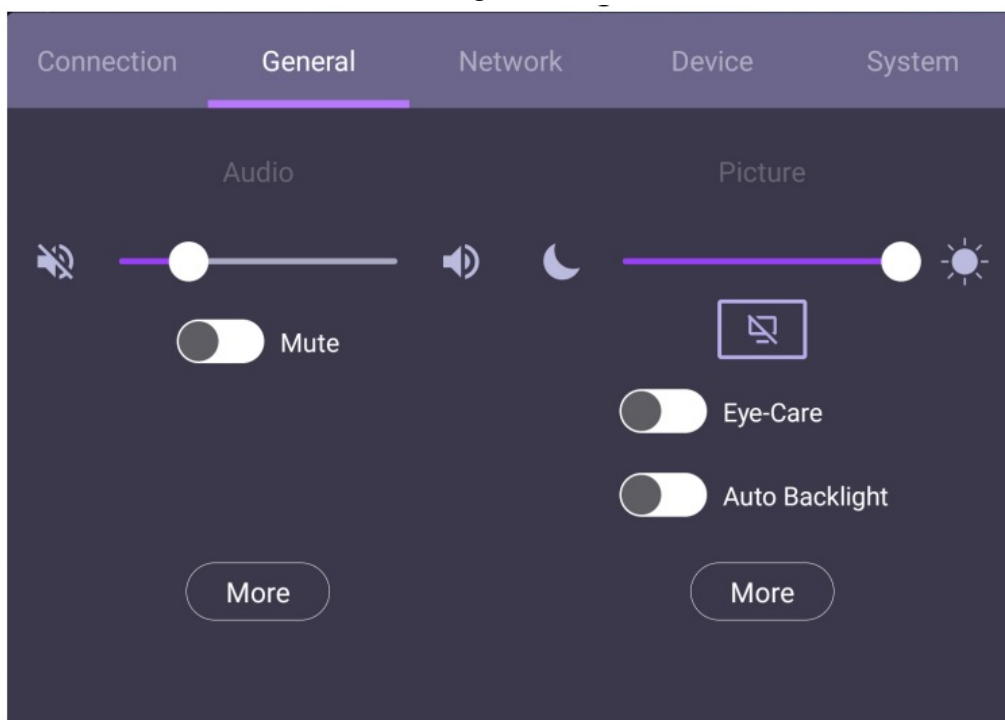 Connection General Network Device System
Audio Picture
Mute
Eye-Care
Auto Backlight
More More